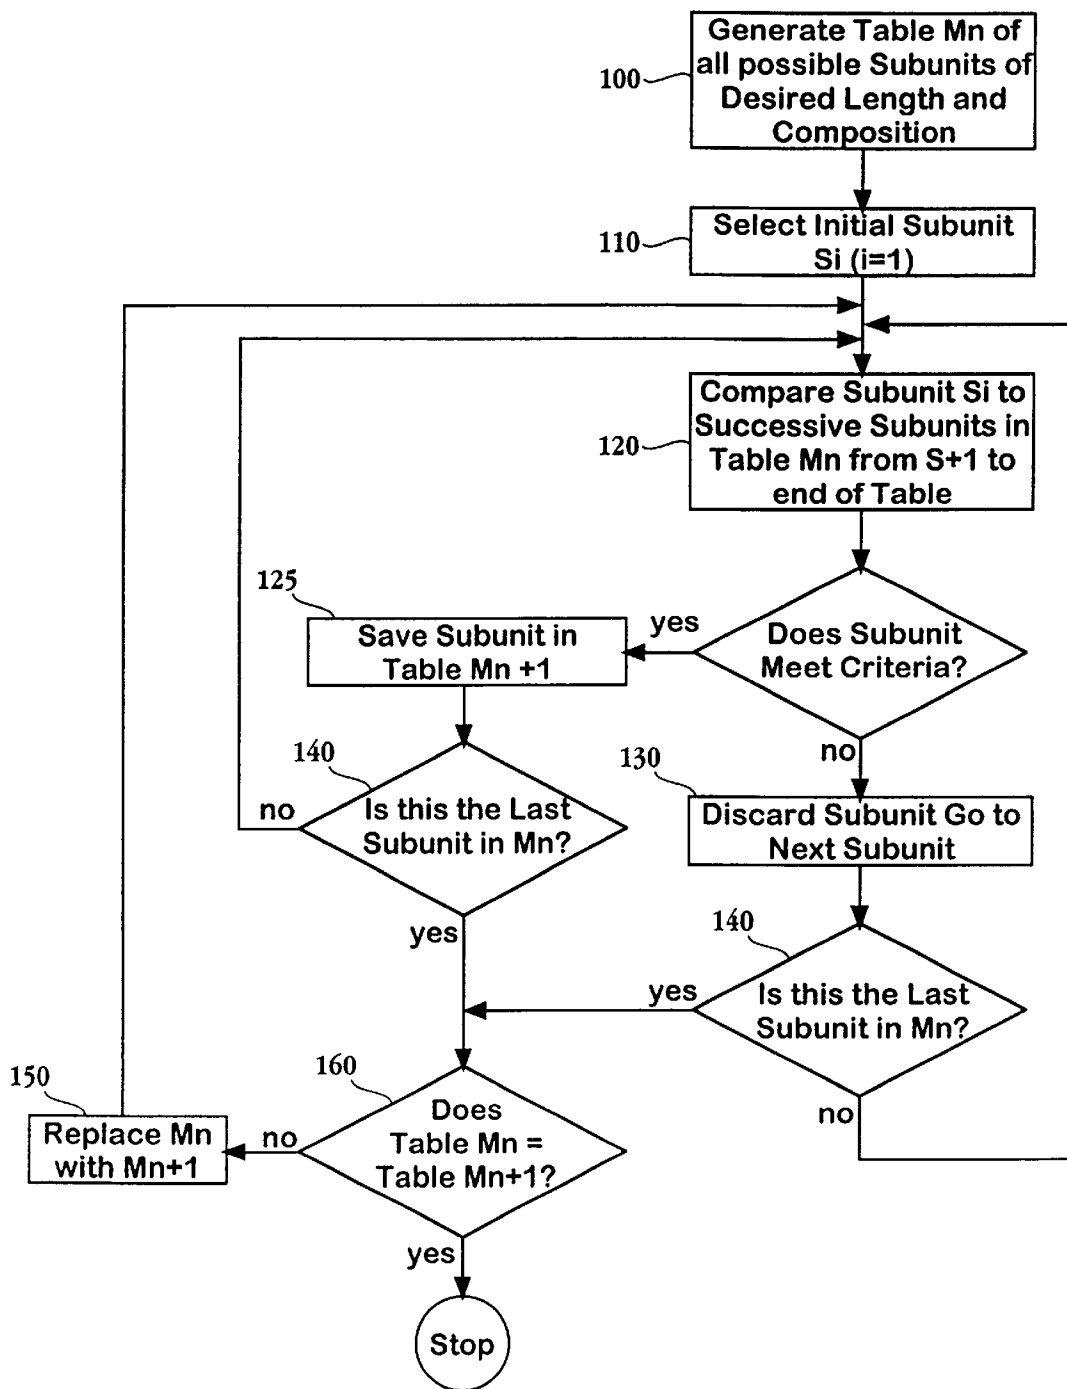 Generate Table Mn of
all possible Subunits of
Desired Length and
Composition
100
Select Initial Subunit
Si (i=1)
110
Compare Subunit Si to
Successive Subunits in
Table Mn from S+1 to
end of Table
120
Does Subunit
Meet Criteria?
yes
no
125
Save Subunit in
Table Mn +1
140
Is this the Last
Subunit in Mn?
no
yes
130
Discard Subunit Go to
Next Subunit
140
Is this the Last
Subunit in Mn?
yes
no
160
Does
Table Mn =
Table Mn+1?
no
yes
150
Replace Mn
with Mn+1
Stop